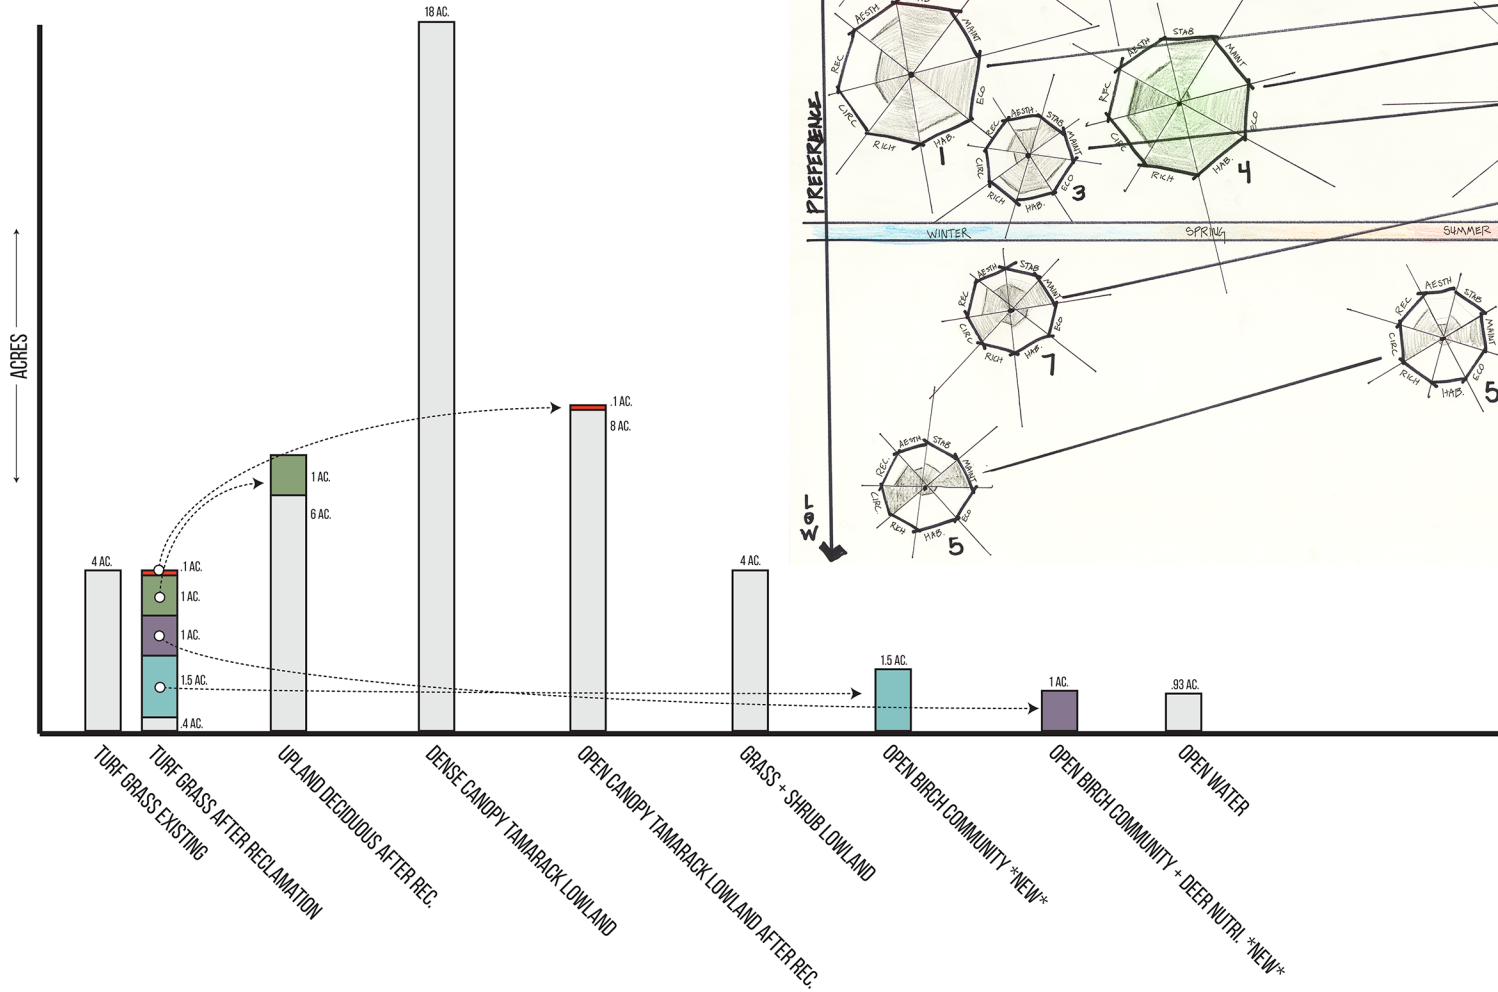 18 AC.
ACRES
.1 AC.
8 AC.
1 AC.
6 AC.
4 AC.
.1 AC.
1 AC.
1 AC.
1.5 AC.
.4 AC.
4 AC.
1.5 AC.
1 AC.
.93 AC.
TURF GRASS EXISTING
TURF GRASS AFTER RECLAMATION
UPLAND DECIDUOUS AFTER REC.
DENSE CANOPY TAMARACK LOWLAND
OPEN CANOPY TAMARACK LOWLAND AFTER REC.
GRASS + SHRUB LOWLAND
OPEN BIRCH COMMUNITY *NEW*
OPEN BIRCH COMMUNITY + DEER NUTRI. *NEW*
OPEN WATER
PREFERENCE
LOW
AESTH
MAINT
ECO
HAB.
RICH
CIRC
REC
1
AESTH
STAB
MAINT
ECO
HAB.
RICH
CIRC
REC
3
AESTH
STAB
MAINT
ECO
HAB.
RICH
CIRC
REC
4
WINTER
SPRING
SUMMER
AESTH
STAB
MAINT
ECO
HAB.
RICH
CIRC
REC
7
AESTH
STAB
MAINT
ECO
HAB.
RICH
CIRC
REC
5
AESTH
STAB
MAINT
ECO
HAB.
RICH
CIRC.
REC.
5